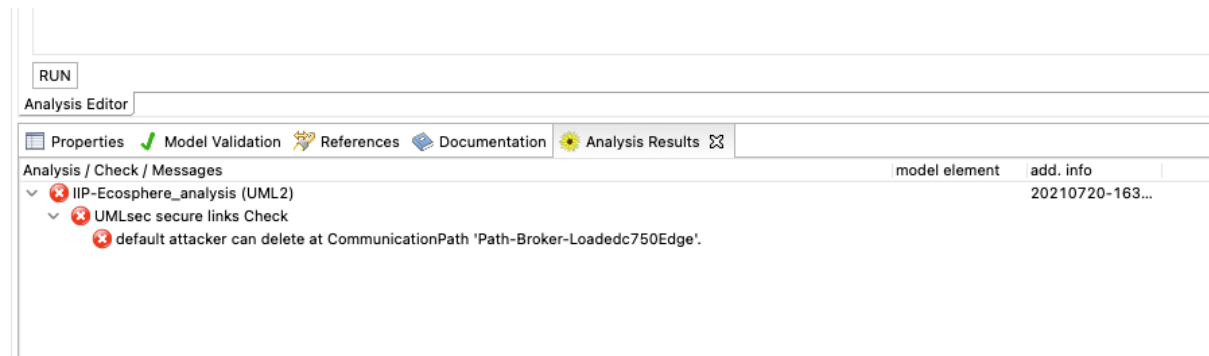 RUN
Analysis Editor
Properties Model Validation References Documentation Analysis Results
Analysis / Check / Messages model element add. info
IIP-Ecosphere_analysis (UML2) 20210720-163...
UMLsec secure links Check
default attacker can delete at CommunicationPath 'Path-Broker-Loadedc750Edge'.